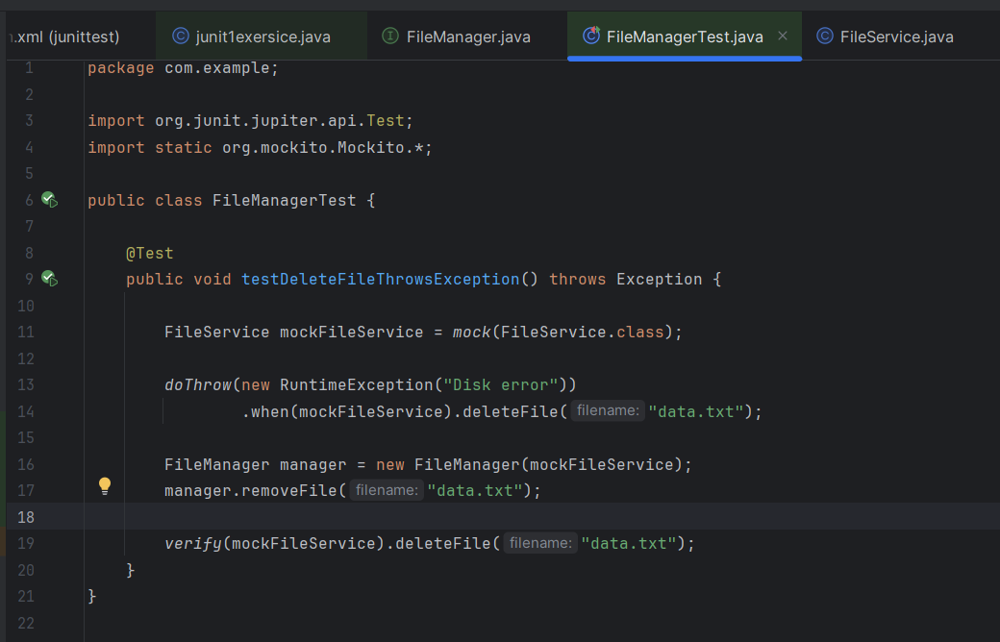 .xml (junittest)
junit1exersice.java
FileManager.java
FileManagerTest.java
FileService.java
1 package com.example;
2
3 import org.junit.jupiter.api.Test;
4 import static org.mockito.Mockito.*;
5
6 public class FileManagerTest {
7
8 @Test
9 public void testDeleteFileThrowsException() throws Exception {
10
11 FileService mockFileService = mock(FileService.class);
12
13 doThrow(new RuntimeException("Disk error"))
14 .when(mockFileService).deleteFile( filename: "data.txt");
15
16 FileManager manager = new FileManager(mockFileService);
17 manager.removeFile( filename: "data.txt");
18
19 verify(mockFileService).deleteFile( filename: "data.txt");
20 }
21 }
22